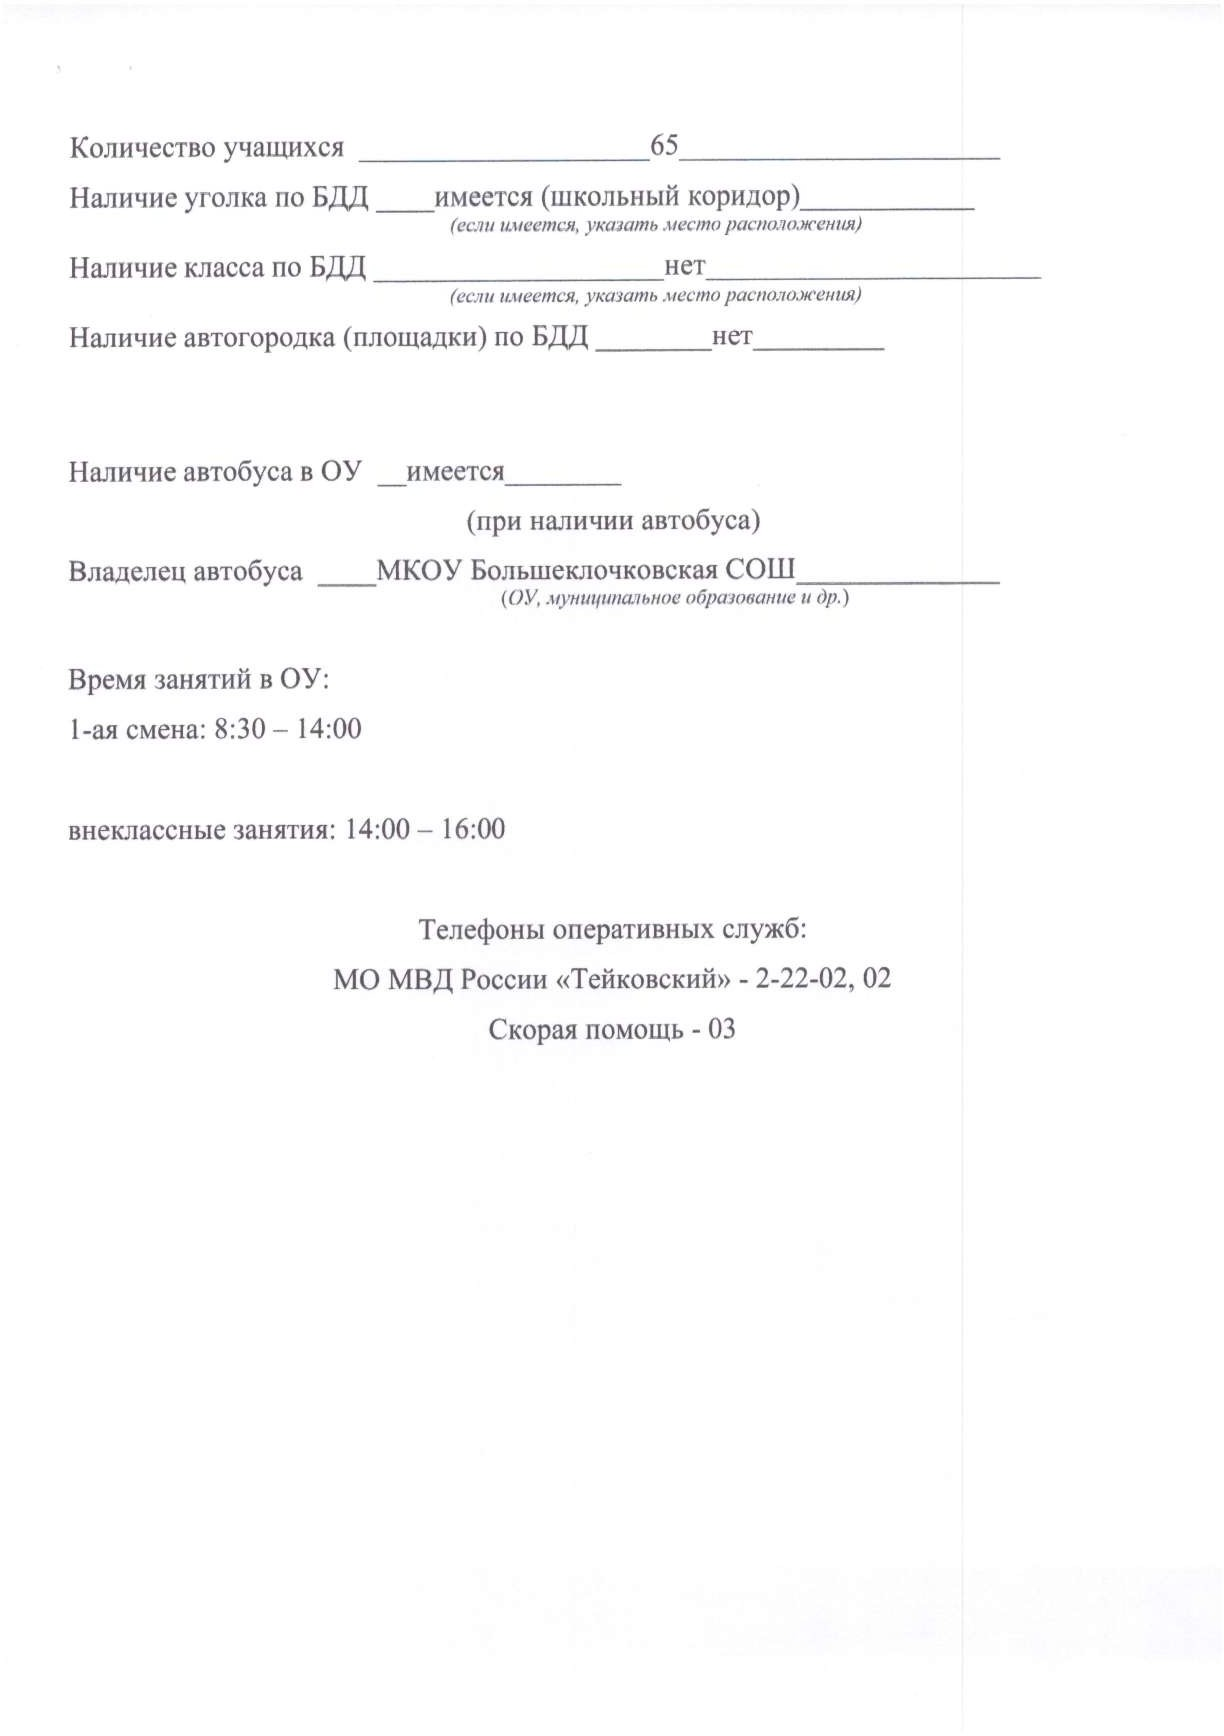 Количество учащихся ____________________65______________________
Наличие уголка по БДД ____имеется (школьный коридор)____________
(если имеется, указать место расположения)
Наличие класса по БДД ____________________нет_______________________
(если имеется, указать место расположения)
Наличие автогородка (площадки) по БДД ________нет_________
Наличие автобуса в ОУ __имеется________
(при наличии автобуса)
Владелец автобуса ____МКОУ Большеклочковская СОШ______________
(ОУ, муниципальное образование и др.)
Время занятий в ОУ:
1-ая смена: 8:30 – 14:00
внеклассные занятия: 14:00 – 16:00
Телефоны оперативных служб:
МО МВД России «Тейковский» - 2-22-02, 02
Скорая помощь - 03